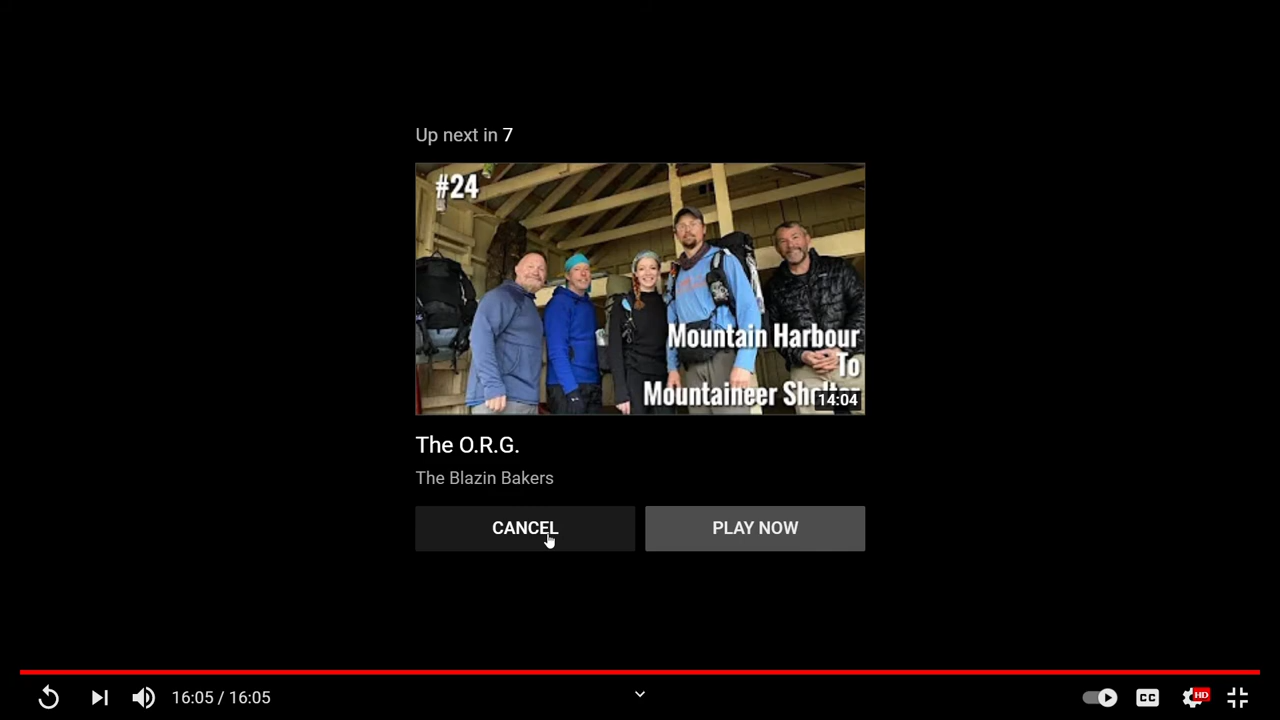 Up next in 7
#24
Mountain Harbour
To
Mountaineer Shelter
14:04
The O.R.G.
The Blazin Bakers
CANCEL
PLAY NOW
16:05 / 16:05
CC
HD